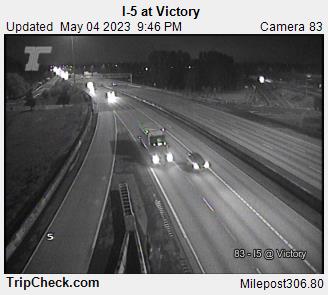 I-5 at Victory
Updated May 04 2023 9:46 PM Camera 83
T
S
83 - I5 @ Victory
TripCheck.com Milepost306.80